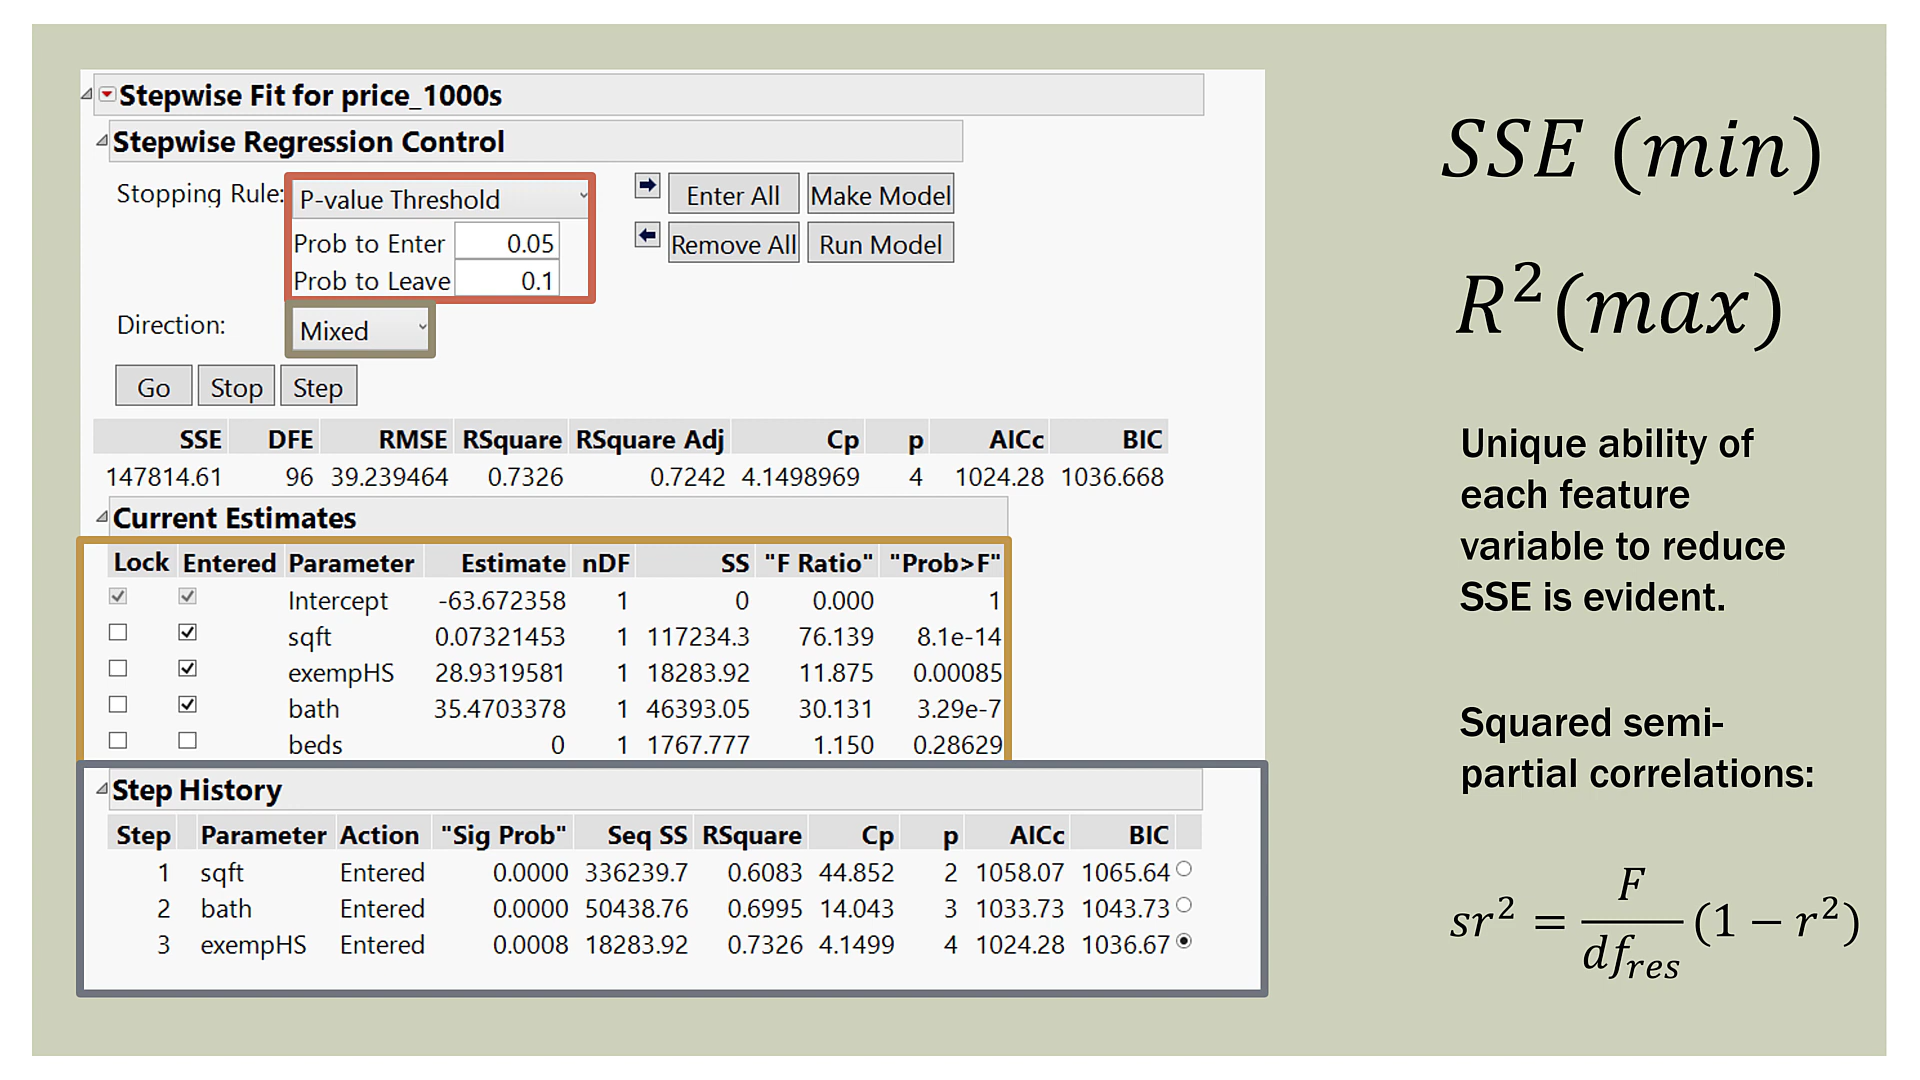 Stepwise Fit for price_1000s
Stepwise Regression Control
Stopping Rule: P-value Threshold
Prob to Enter 0.05
Prob to Leave 0.1
Enter All Make Model
Remove All Run Model
Direction: Mixed
Go Stop Step
SSE DFE RMSE RSquare RSquare Adj Cp p AICc BIC
147814.61 96 39.239464 0.7326 0.7242 4.1498969 4 1024.28 1036.668
Current Estimates
Lock Entered Parameter Estimate nDF SS "F Ratio" "Prob>F"
Intercept -63.672358 1 0 0.000 1
sqft 0.07321453 1 117234.3 76.139 8.1e-14
exempHS 28.9319581 1 18283.92 11.875 0.00085
bath 35.4703378 1 46393.05 30.131 3.29e-7
beds 0 1 1767.777 1.150 0.28629
Step History
Step Parameter Action "Sig Prob" Seq SS RSquare Cp p AICc BIC
1 sqft Entered 0.0000 336239.7 0.6083 44.852 2 1058.07 1065.64
2 bath Entered 0.0000 50438.76 0.6995 14.043 3 1033.73 1043.73
3 exempHS Entered 0.0008 18283.92 0.7326 4.1499 4 1024.28 1036.67
SSE (min)
R²(max)
Unique ability of
each feature
variable to reduce
SSE is evident.
Squared semi-
partial correlations:
sr² = F/df_res (1 − r²)